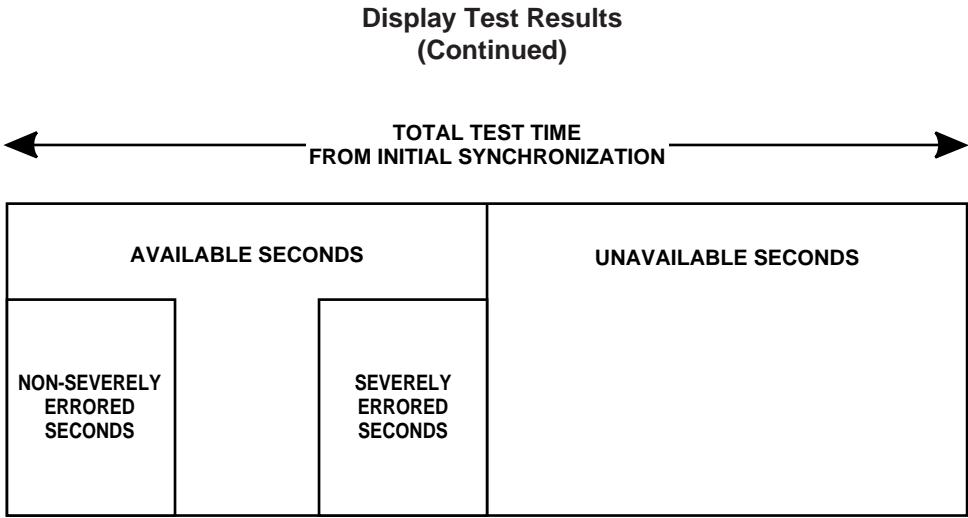 Display Test Results
(Continued)
TOTAL TEST TIME
FROM INITIAL SYNCHRONIZATION
AVAILABLE SECONDS
UNAVAILABLE SECONDS
NON-SEVERELY
ERRORED
SECONDS
SEVERELY
ERRORED
SECONDS